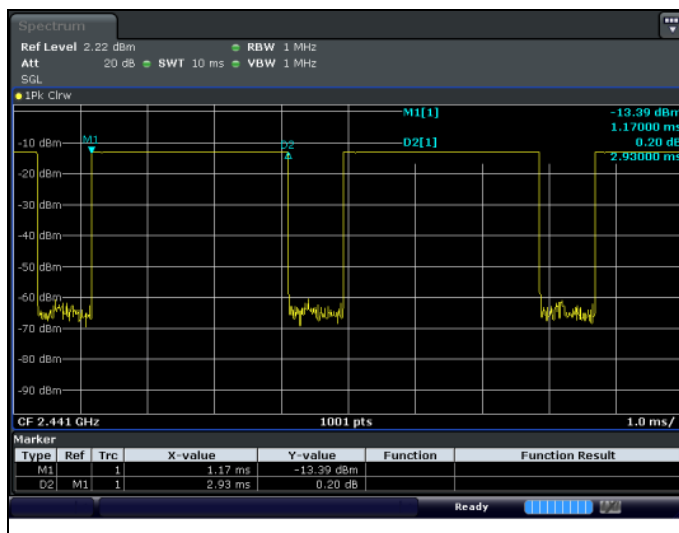 Spectrum
Ref Level 2.22 dBm RBW 1 MHz
Att 20 dB SWT 10 ms VBW 1 MHz
SGL
1Pk Clrw
M1[1] -13.39 dBm
1.17000 ms
D2[1] 0.20 dB
2.93000 ms
M1
D2
-10 dBm
-20 dBm
-30 dBm
-40 dBm
-50 dBm
-60 dBm
-70 dBm
-80 dBm
-90 dBm
CF 2.441 GHz 1001 pts 1.0 ms/
Marker
Type Ref Trc X-value Y-value Function Function Result
M1 1 1.17 ms -13.39 dBm
D2 M1 1 2.93 ms 0.20 dB
Ready